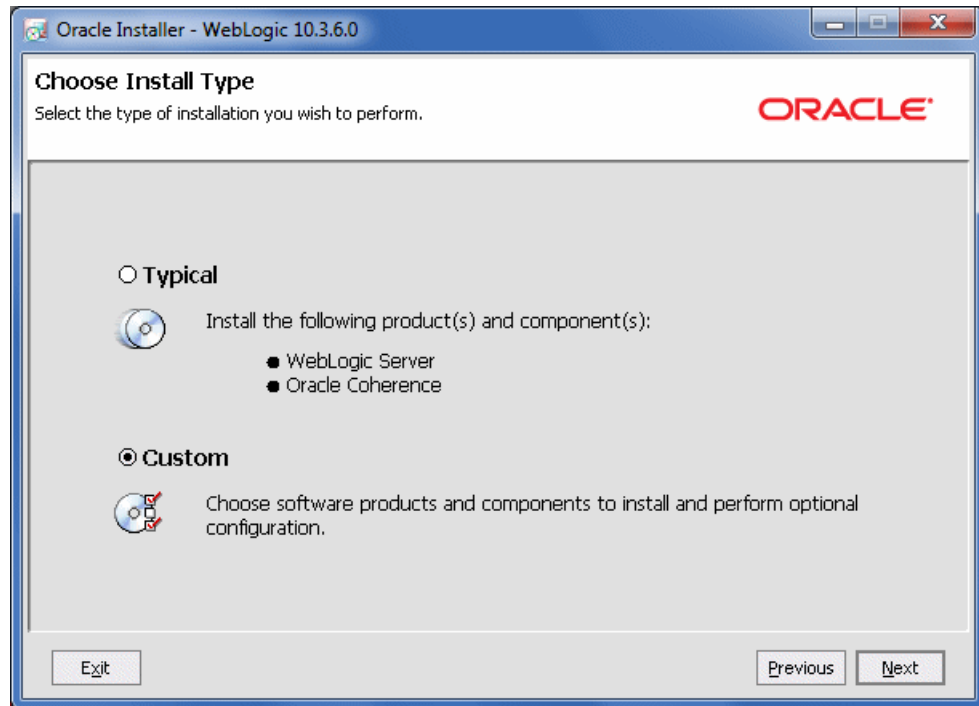 Oracle Installer - WebLogic 10.3.6.0
Choose Install Type
Select the type of installation you wish to perform.
ORACLE
Typical
Install the following product(s) and component(s):
● WebLogic Server
● Oracle Coherence
Custom
Choose software products and components to install and perform optional
configuration.
Exit
Previous
Next